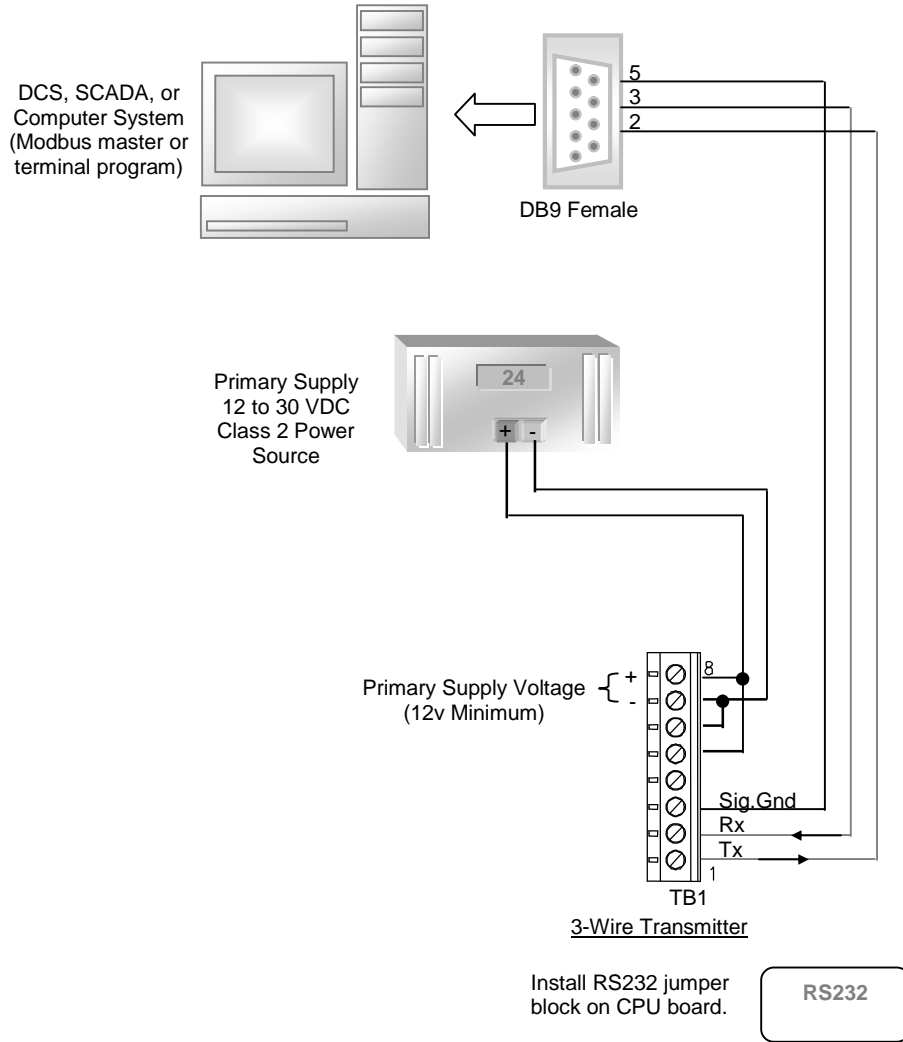 DCS, SCADA, or
Computer System
(Modbus master or
terminal program)
5
3
2
DB9 Female
Primary Supply
12 to 30 VDC
Class 2 Power
Source
24
+ -
Primary Supply Voltage
(12v Minimum)
+
-
8
Sig.Gnd
Rx
Tx
1
TB1
3-Wire Transmitter
Install RS232 jumper
block on CPU board.
RS232